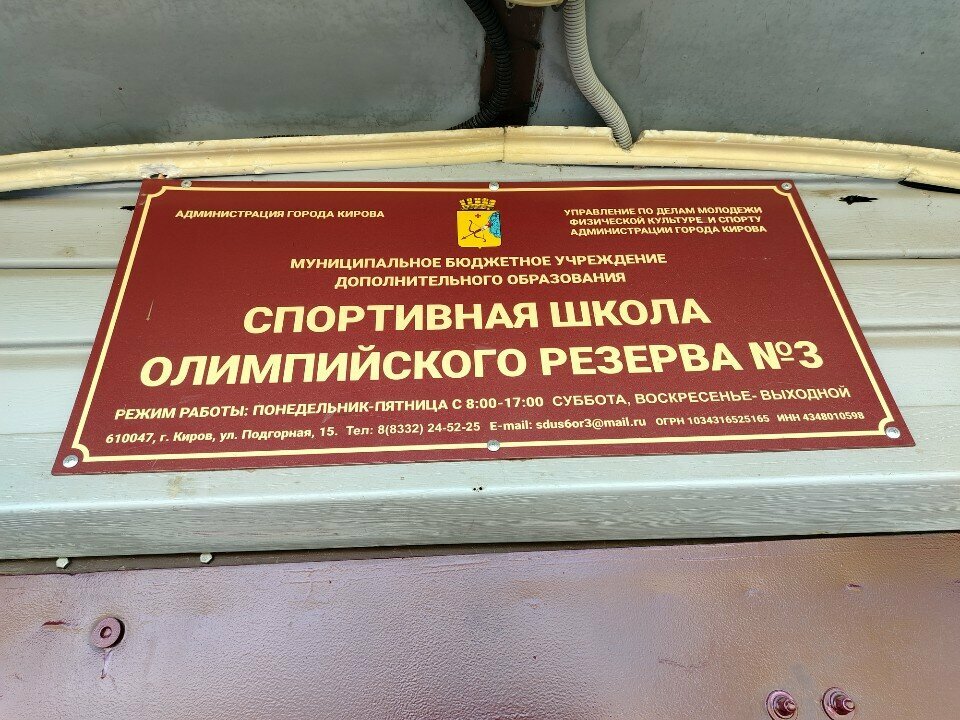 АДМИНИСТРАЦИЯ ГОРОДА КИРОВА
УПРАВЛЕНИЕ ПО ДЕЛАМ МОЛОДЕЖИ
ФИЗИЧЕСКОЙ КУЛЬТУРЕ И СПОРТУ
АДМИНИСТРАЦИИ ГОРОДА КИРОВА
МУНИЦИПАЛЬНОЕ БЮДЖЕТНОЕ УЧРЕЖДЕНИЕ
ДОПОЛНИТЕЛЬНОГО ОБРАЗОВАНИЯ
СПОРТИВНАЯ ШКОЛА
ОЛИМПИЙСКОГО РЕЗЕРВА №3
РЕЖИМ РАБОТЫ: ПОНЕДЕЛЬНИК-ПЯТНИЦА С 8:00-17:00 СУББОТА, ВОСКРЕСЕНЬЕ- ВЫХОДНОЙ
610047, г. Киров, ул. Подгорная, 15. Тел: 8(8332) 24-52-25 E-mail: sdus6or3@mail.ru ОГРН 1034316525165 ИНН 4348010598